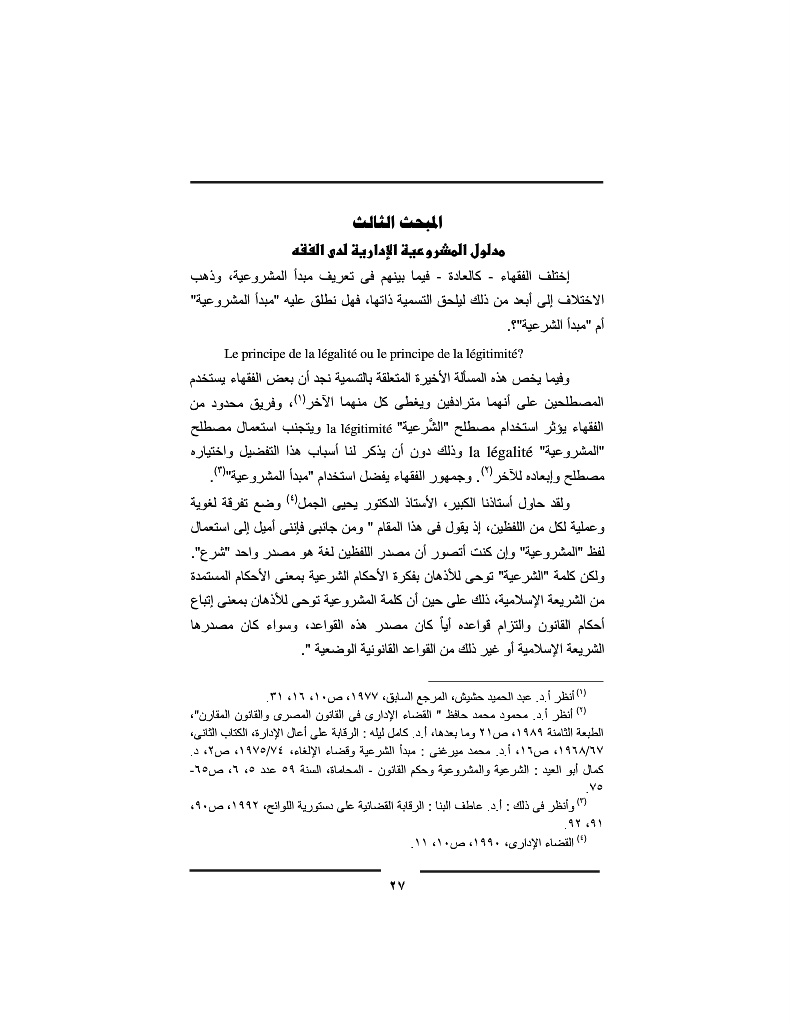 المبحث الثالث
مدلول المشروعية الإدارية لدى الفقه
إختلف الفقهاء - كالعادة - فيما بينهم فى تعريف مبدأ المشروعية، وذهب
الاختلاف إلى أبعد من ذلك ليلحق التسمية ذاتها، فهل نطلق عليه "مبدأ المشروعية"
أم "مبدأ الشرعية"؟.
Le principe de la légalité ou le principe de la légitimité?
وفيما يخص هذه المسألة الأخيرة المتعلقة بالتسمية نجد أن بعض الفقهاء يستخدم
المصطلحين على أنهما مترادفين ويغطى كل منهما الآخر(١)، وفريق محدود من
الفقهاء يؤثر استخدام مصطلح "الشَّرعية" la légitimité ويتجنب استعمال مصطلح
"المشروعية" la légalité وذلك دون أن يذكر لنا أسباب هذا التفضيل واختياره
مصطلح وإبعاده للآخر(٢). وجمهور الفقهاء يفضل استخدام "مبدأ المشروعية"(٣).
ولقد حاول أستاذنا الكبير، الأستاذ الدكتور يحيى الجمل(٤) وضع تفرقة لغوية
وعملية لكل من اللفظين، إذ يقول فى هذا المقام " ومن جانبى فإننى أميل إلى استعمال
لفظ "المشروعية" وإن كنت أتصور أن مصدر اللفظين لغة هو مصدر واحد "شرع".
ولكن كلمة "الشرعية" توحى للأذهان بفكرة الأحكام الشرعية بمعنى الأحكام المستمدة
من الشريعة الإسلامية، ذلك على حين أن كلمة المشروعية توحى للأذهان بمعنى إتباع
أحكام القانون والتزام قواعده أياً كان مصدر هذه القواعد، وسواء كان مصدرها
الشريعة الإسلامية أو غير ذلك من القواعد القانونية الوضعية ".
(١) أنظر أ.د. عبد الحميد حشيش، المرجع السابق، ١٩٧٧، ص١٠، ١٦، ٣١.
(٢) أنظر أ.د. محمود محمد حافظ " القضاء الإدارى فى القانون المصرى والقانون المقارن"،
الطبعة الثامنة ١٩٨٩، ص٢١ وما بعدها، أ.د. كامل ليله : الرقابة على أعال الإدارة، الكتاب الثانى،
١٩٦٨/٦٧، ص١٦، أ.د. محمد ميرغنى : مبدأ الشرعية وقضاء الإلغاء، ١٩٧٥/٧٤، ص٢، د.
كمال أبو العيد : الشرعية والمشروعية وحكم القانون - المحاماة، السنة ٥٩ عدد ٥، ٦، ص٦٥-
٧٥.
(٣) وأنظر فى ذلك : أ.د. عاطف البنا : الرقابة القضائية على دستورية اللوائح، ١٩٩٢، ص٩٠،
٩١، ٩٢.
(٤) القضاء الإدارى، ١٩٩٠، ص١٠، ١١.
٢٧